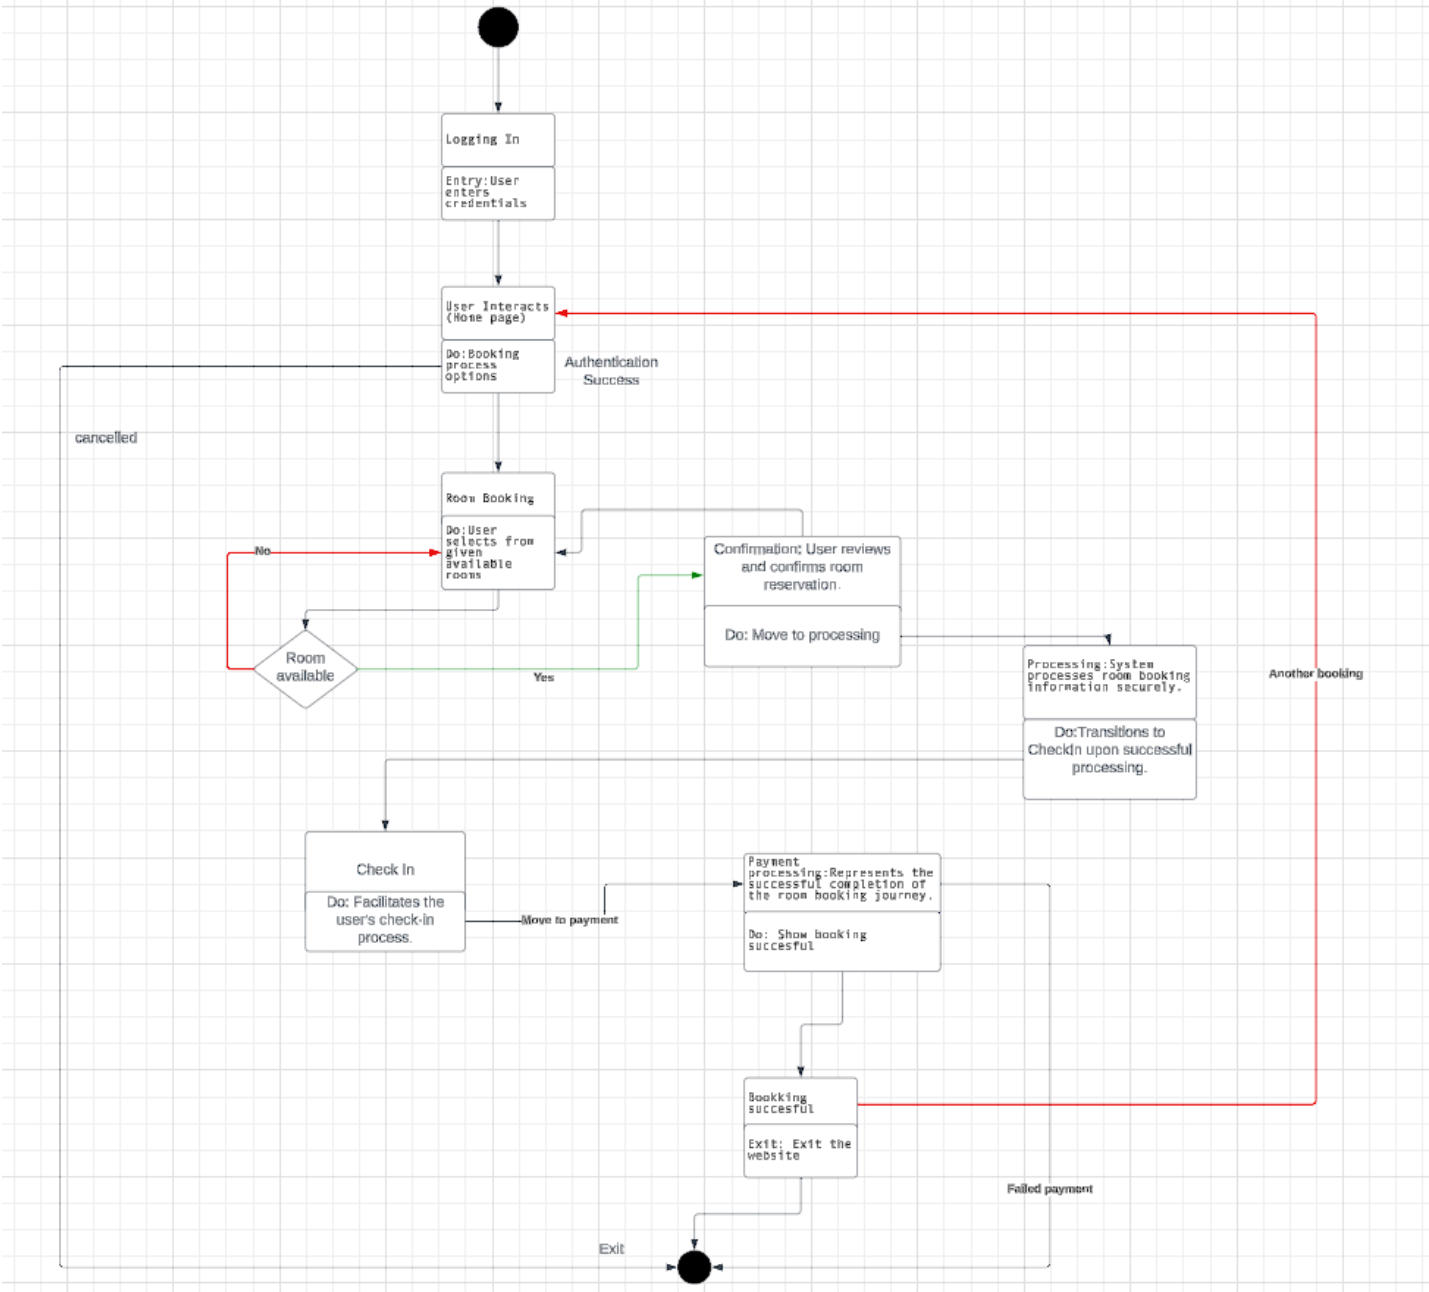 Logging In
Entry:User
enters
credentials
User Interacts
(Home page)
Do:Booking
process
options
Authentication
Success
cancelled
Room Booking
Do:User
selects from
given
available
rooms
No
Confirmation: User reviews
and confirms room
reservation.
Do: Move to processing
Room
available
Yes
Processing:System
processes room booking
information securely.
Do:Transitions to
CheckIn upon successful
processing.
Another booking
Check In
Do: Facilitates the
user's check-in
process.
Move to payment
Payment
processing:Represents the
successful completion of
the room booking journey.
Do: Show booking
succesful
Bookking
succesful
Exit: Exit the
website
Failed payment
Exit